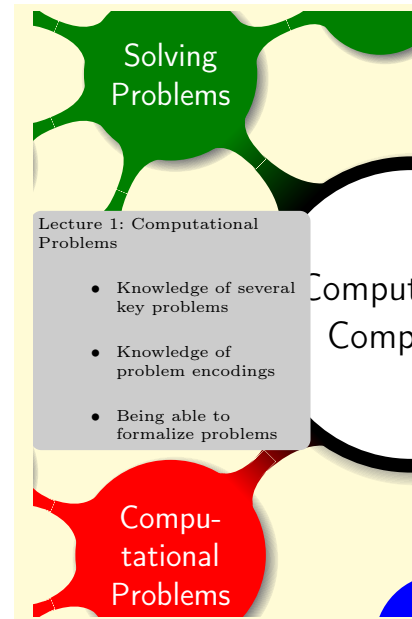 Solving
Problems
Lecture 1: Computational
Problems
• Knowledge of several
key problems
• Knowledge of
problem encodings
• Being able to
formalize problems
Comput
Comp
Compu-
tational
Problems